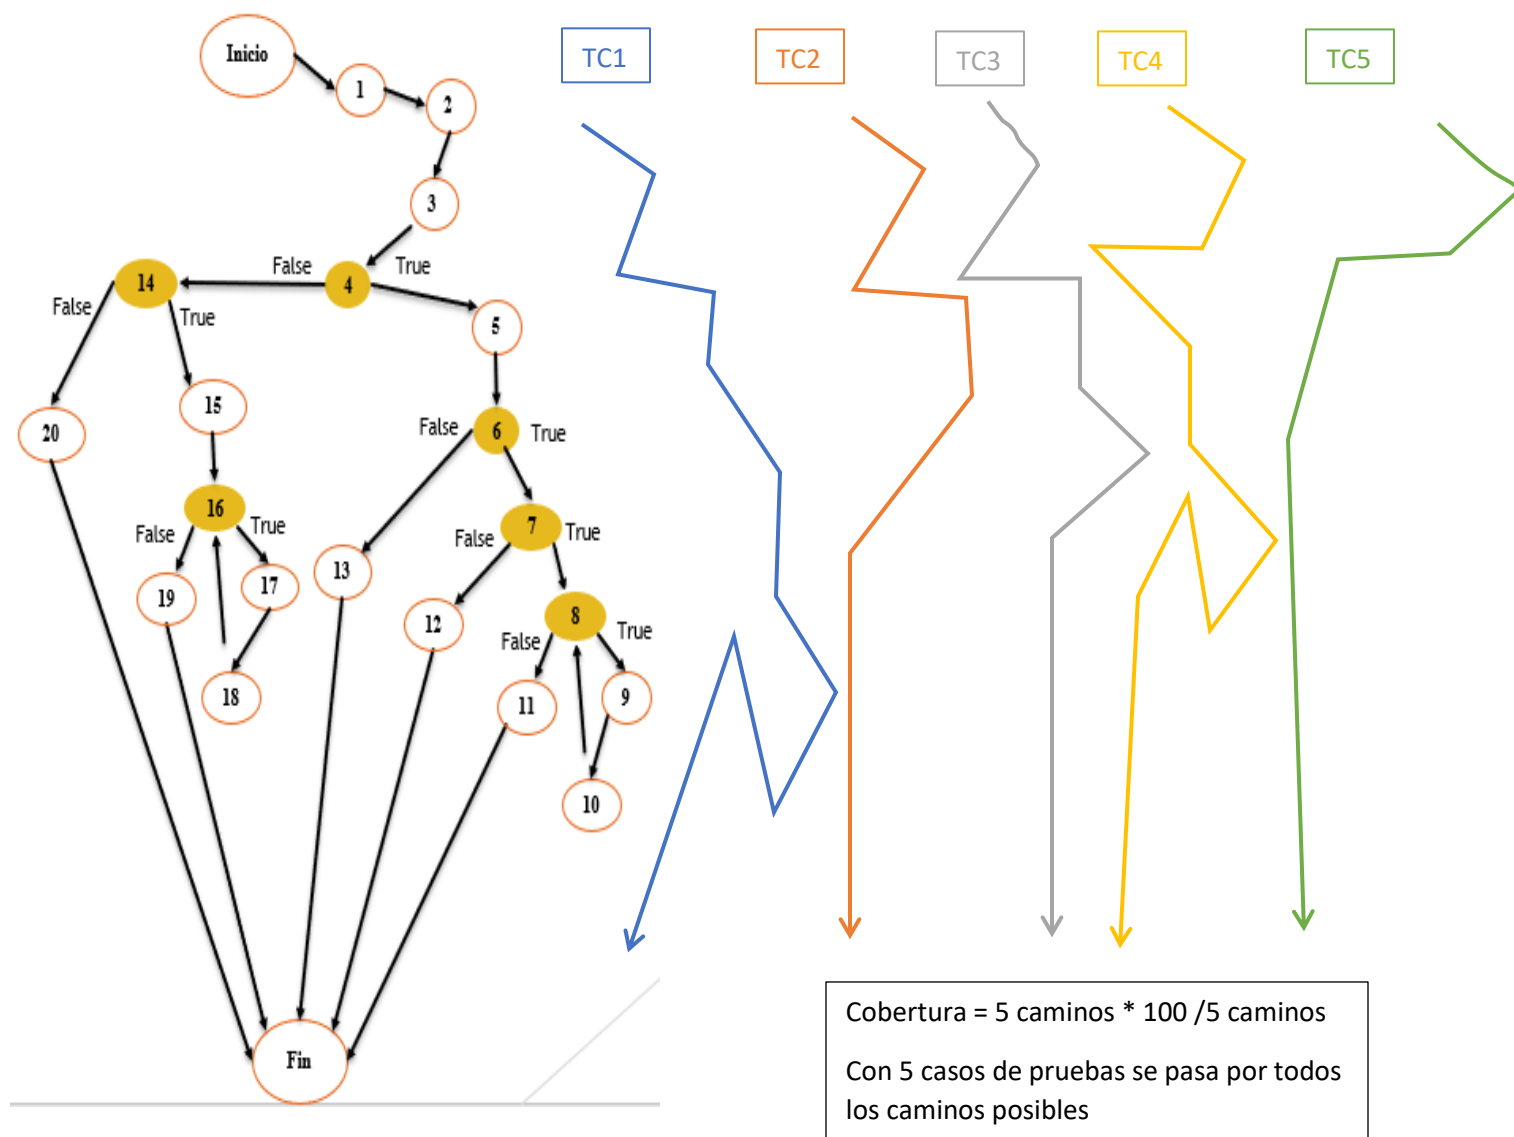 Inicio
1
2
3
4
False
True
14
False
True
5
15
20
6
False
True
16
False
True
7
False
True
13
17
19
12
8
False
True
18
11
9
10
Fin
TC1
TC2
TC3
TC4
TC5
Cobertura = 5 caminos * 100 /5 caminos
Con 5 casos de pruebas se pasa por todos
los caminos posibles